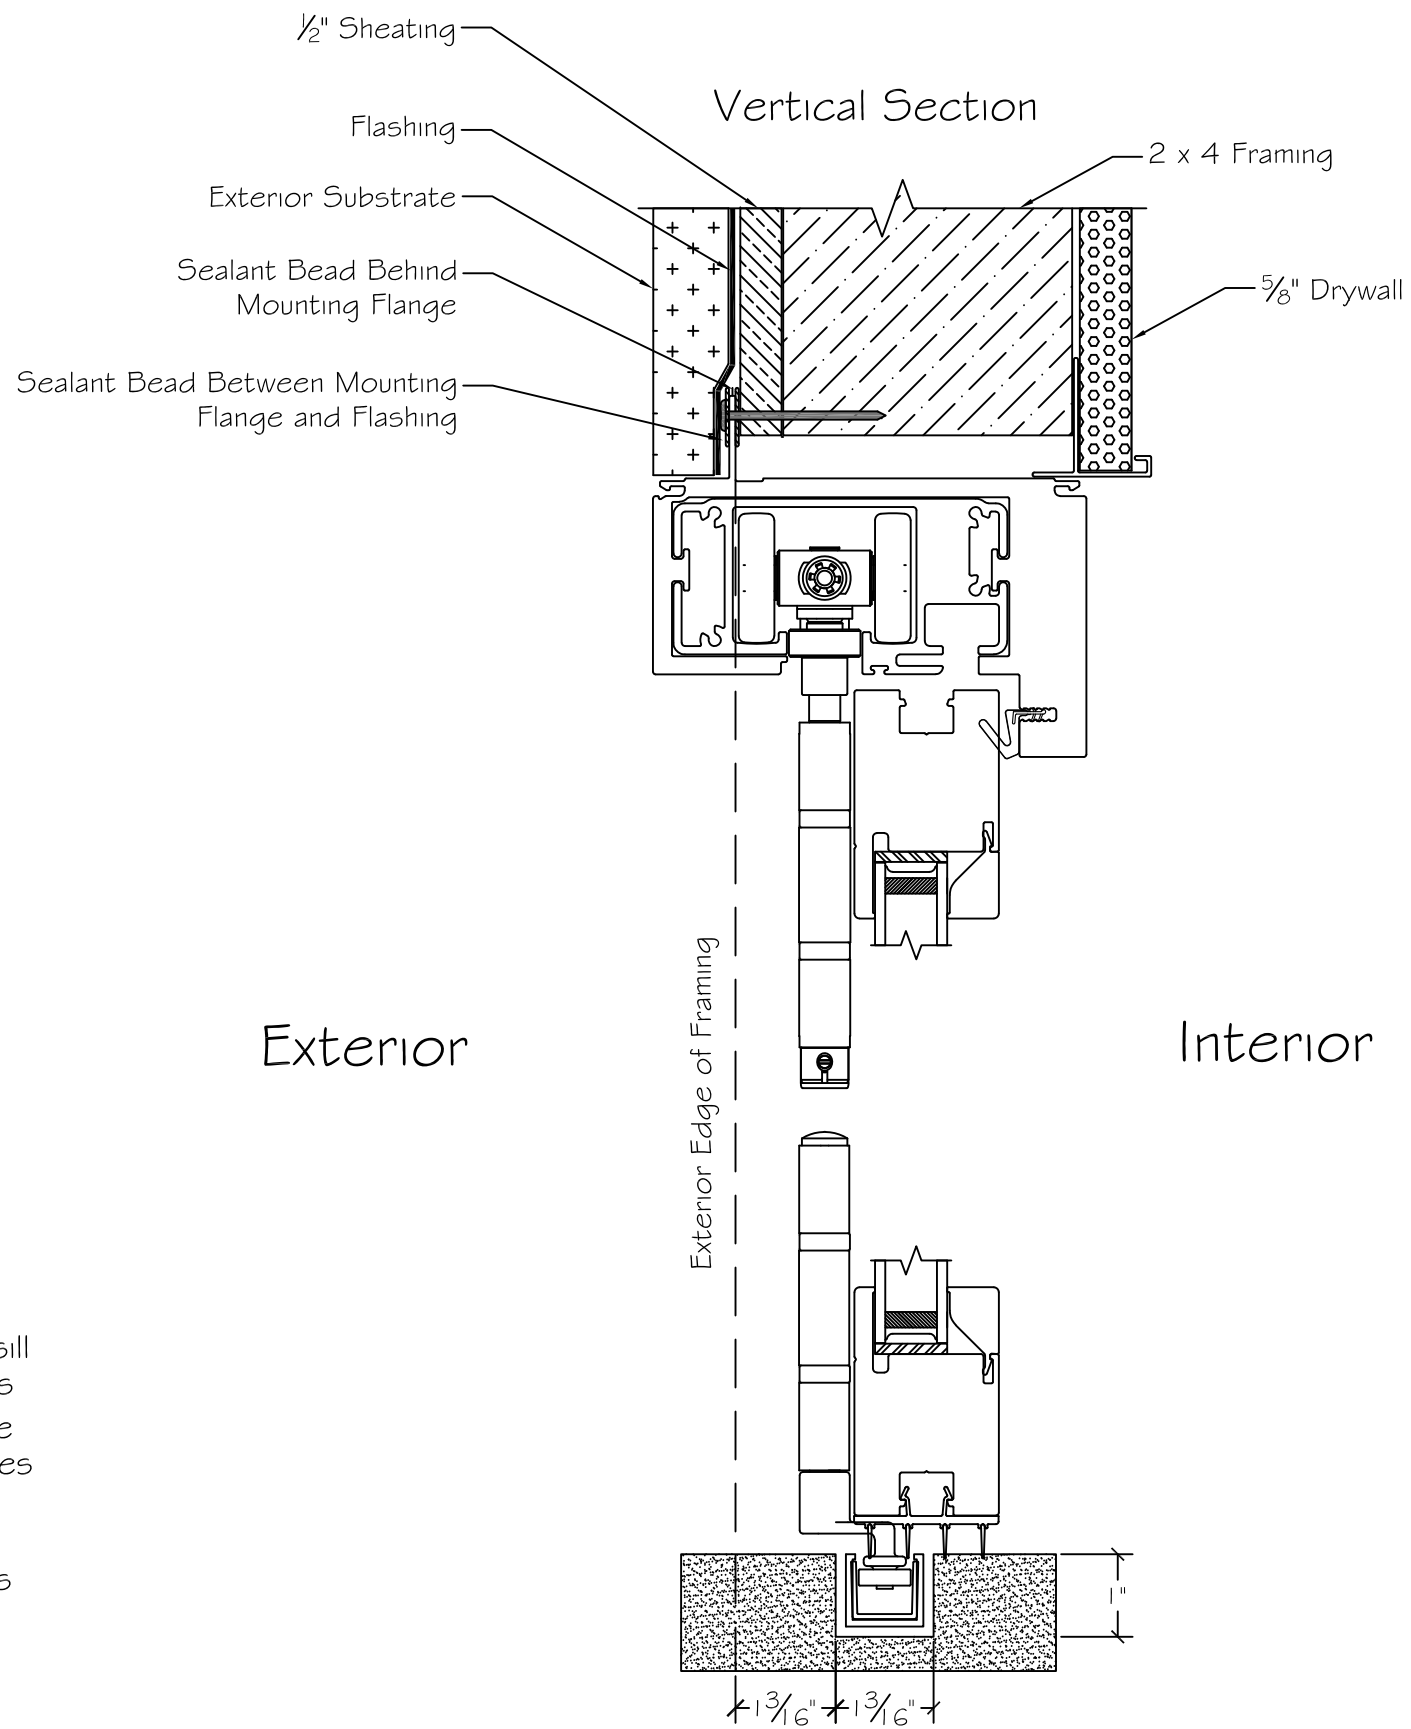 ½" Sheating
Vertical Section
Flashing
2 x 4 Framing
Exterior Substrate
Sealant Bead Behind
Mounting Flange
⅝" Drywall
Sealant Bead Between Mounting
Flange and Flashing
Exterior Edge of Framing
Exterior
Interior
sill
s
e
es
s
1"
1 3/16"
1 3/16"